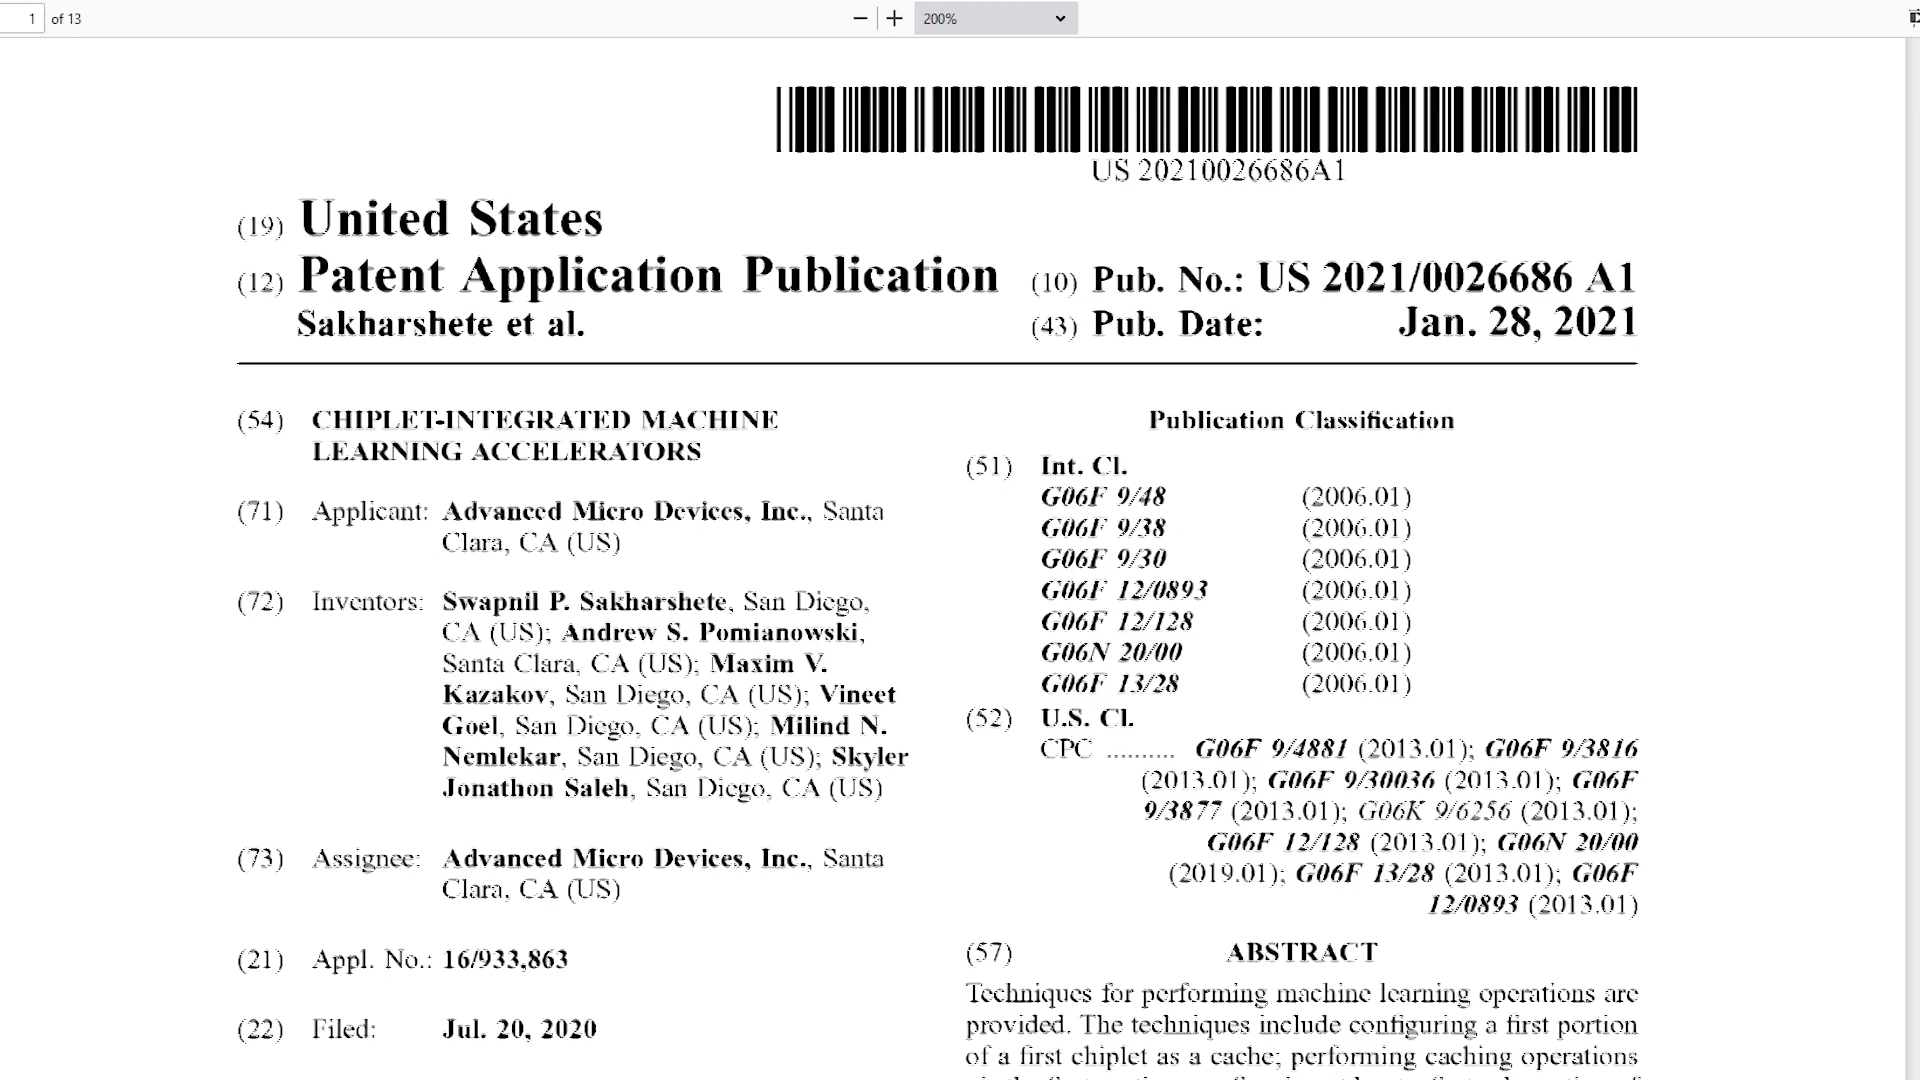 1 of 13
200%
US 20210026686A1
(19) United States
(12) Patent Application Publication
Sakharshete et al.
(10) Pub. No.: US 2021/0026686 A1
(43) Pub. Date: Jan. 28, 2021
(54) CHIPLET-INTEGRATED MACHINE
LEARNING ACCELERATORS
(71) Applicant: Advanced Micro Devices, Inc., Santa
Clara, CA (US)
(72) Inventors: Swapnil P. Sakharshete, San Diego,
CA (US); Andrew S. Pomianowski,
Santa Clara, CA (US); Maxim V.
Kazakov, San Diego, CA (US); Vineet
Goel, San Diego, CA (US); Milind N.
Nemlekar, San Diego, CA (US); Skyler
Jonathon Saleh, San Diego, CA (US)
(73) Assignee: Advanced Micro Devices, Inc., Santa
Clara, CA (US)
(21) Appl. No.: 16/933,863
(22) Filed: Jul. 20, 2020
Publication Classification
(51) Int. Cl.
G06F 9/48 (2006.01)
G06F 9/38 (2006.01)
G06F 9/30 (2006.01)
G06F 12/0893 (2006.01)
G06F 12/128 (2006.01)
G06N 20/00 (2006.01)
G06F 13/28 (2006.01)
(52) U.S. Cl.
CPC .......... G06F 9/4881 (2013.01); G06F 9/3816
(2013.01); G06F 9/30036 (2013.01); G06F
9/3877 (2013.01); G06K 9/6256 (2013.01);
G06F 12/128 (2013.01); G06N 20/00
(2019.01); G06F 13/28 (2013.01); G06F
12/0893 (2013.01)
(57) ABSTRACT
Techniques for performing machine learning operations are
provided. The techniques include configuring a first portion
of a first chiplet as a cache; performing caching operations